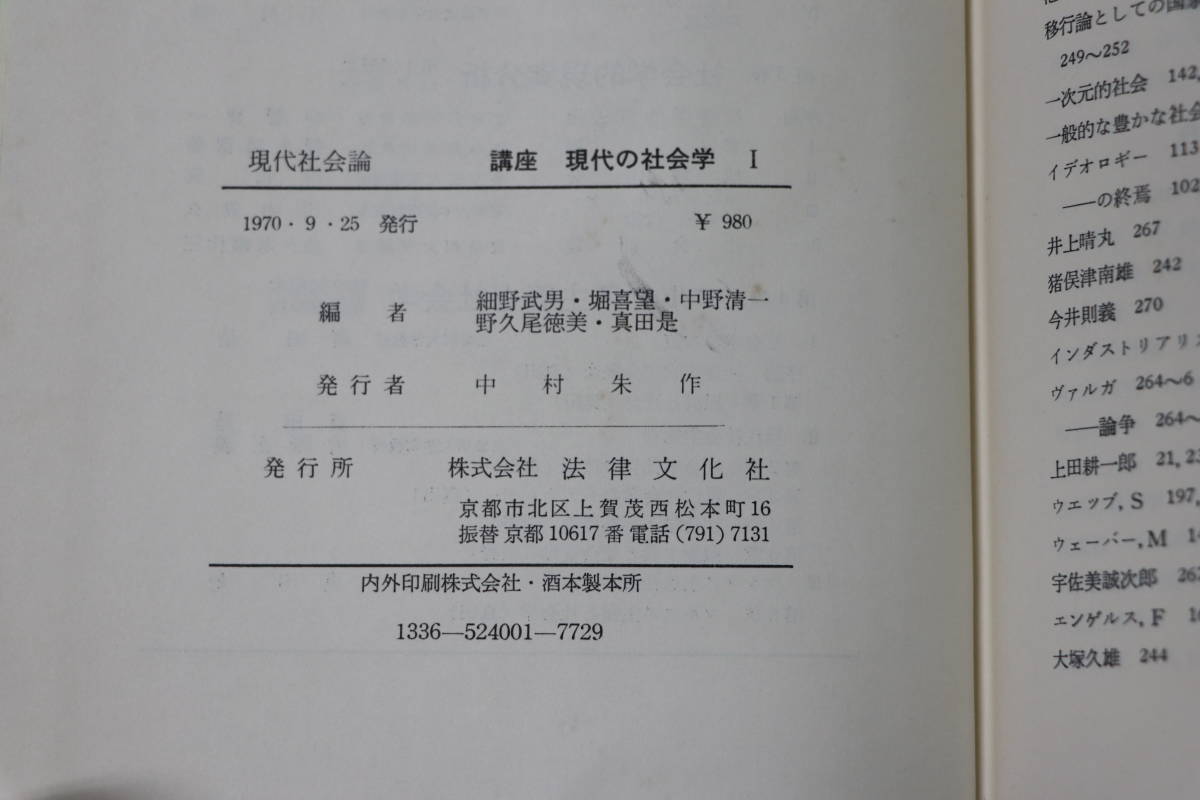 現代社会論 講座 現代の社会学 I
1970・9・25 発行 ¥ 980
編者 細野武男・堀喜望・中野清一
野久尾徳美・真田是
発行者 中村朱作
発行所 株式会社 法律文化社
京都市北区上賀茂西松本町16
振替 京都 10617 番 電話 (791) 7131
内外印刷株式会社・酒本製本所
1336―524001―7729
移行論としての国家
249〜252
一次元的社会 142,
一般的な豊かな社会
イデオロギー 113
――の終焉 102
井上晴丸 267
猪俣津南雄 242
今井則義 270
インダストリアリズ
ヴァルガ 264〜6
――論争 264〜
上田耕一郎 21, 23
ウエッブ, S 197,
ウェーバー, M
宇佐美誠次郎 267
エンゲルス, F
大塚久雄 244